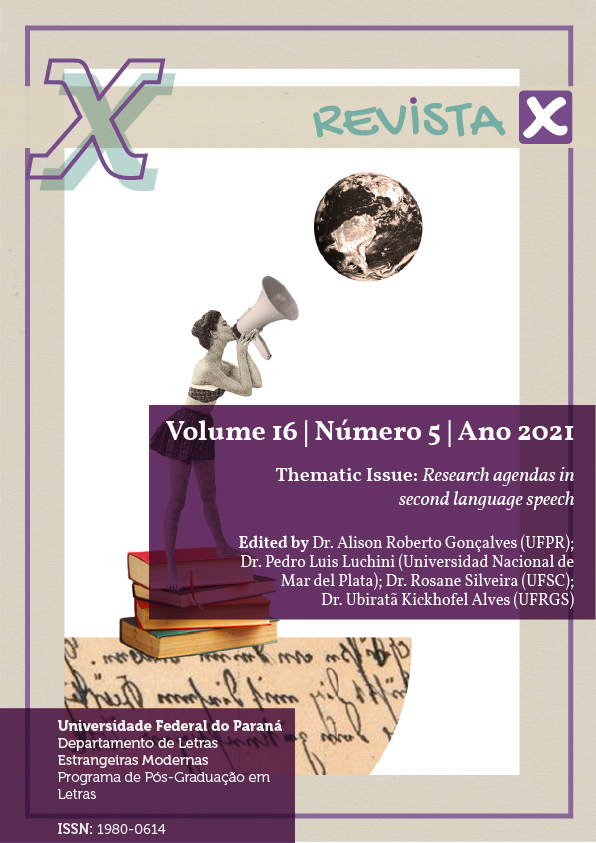 X
REVISTA X
Volume 16 | Número 5 | Ano 2021
Thematic Issue: Research agendas in
second language speech
Edited by Dr. Alison Roberto Gonçalves (UFPR);
Dr. Pedro Luis Luchini (Universidad Nacional de
Mar del Plata); Dr. Rosane Silveira (UFSC);
Dr. Ubiratã Kickhofel Alves (UFRGS)
Universidade Federal do Paraná
Departamento de Letras
Estrangeiras Modernas
Programa de Pós-Graduação em
Letras
ISSN: 1980-0614